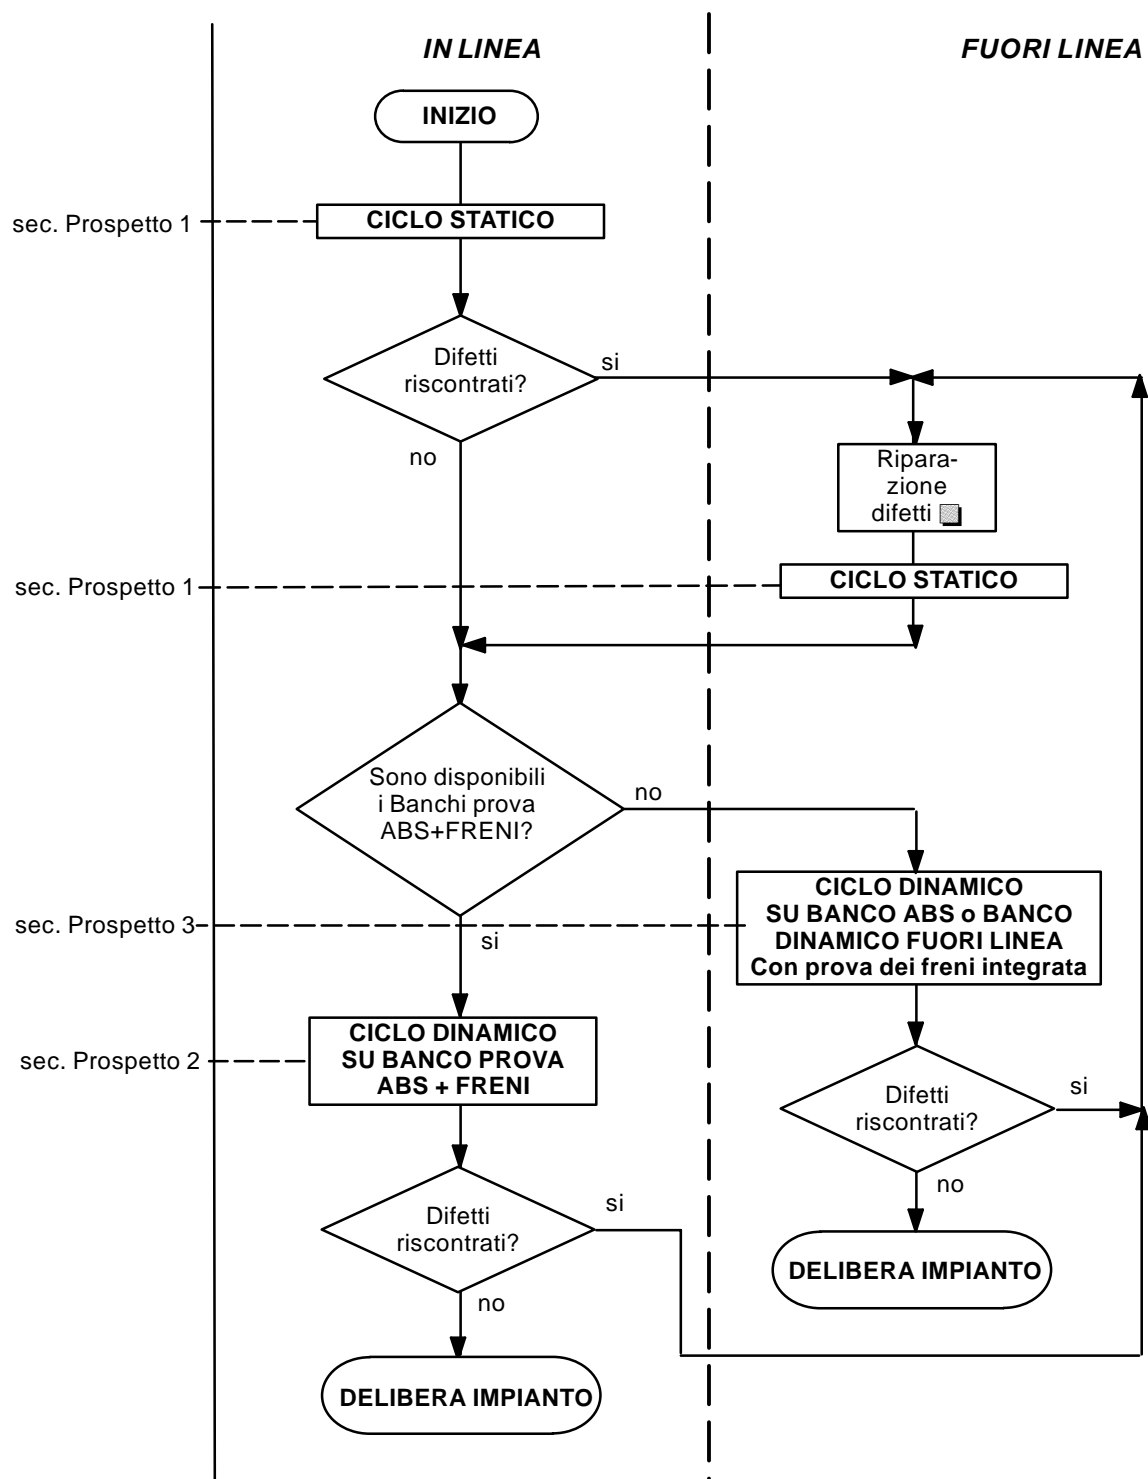 IN LINEA
FUORI LINEA
INIZIO
sec. Prospetto 1
CICLO STATICO
Difetti
riscontrati?
si
no
Ripara-
zione
difetti
sec. Prospetto 1
CICLO STATICO
Sono disponibili
i Banchi prova
ABS+FRENI?
no
si
CICLO DINAMICO
SU BANCO ABS o BANCO
DINAMICO FUORI LINEA
Con prova dei freni integrata
sec. Prospetto 3
CICLO DINAMICO
SU BANCO PROVA
ABS + FRENI
sec. Prospetto 2
Difetti
riscontrati?
si
no
DELIBERA IMPIANTO
Difetti
riscontrati?
si
no
DELIBERA IMPIANTO